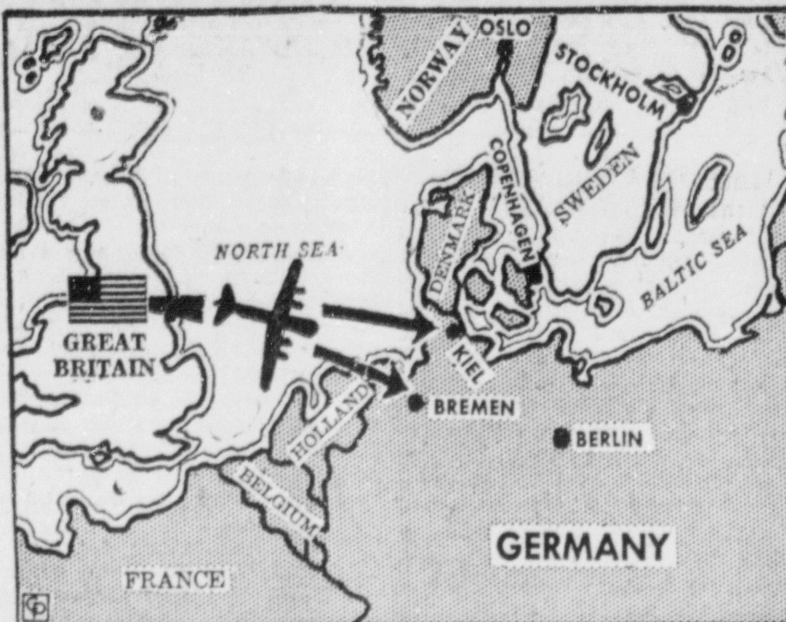 OSLO
NORWAY
STOCKHOLM
COPENHAGEN
SWEDEN
DENMARK
NORTH SEA
BALTIC SEA
GREAT
BRITAIN
KIEL
HOLLAND
BREMEN
BERLIN
BELGIUM
GERMANY
FRANCE
CP